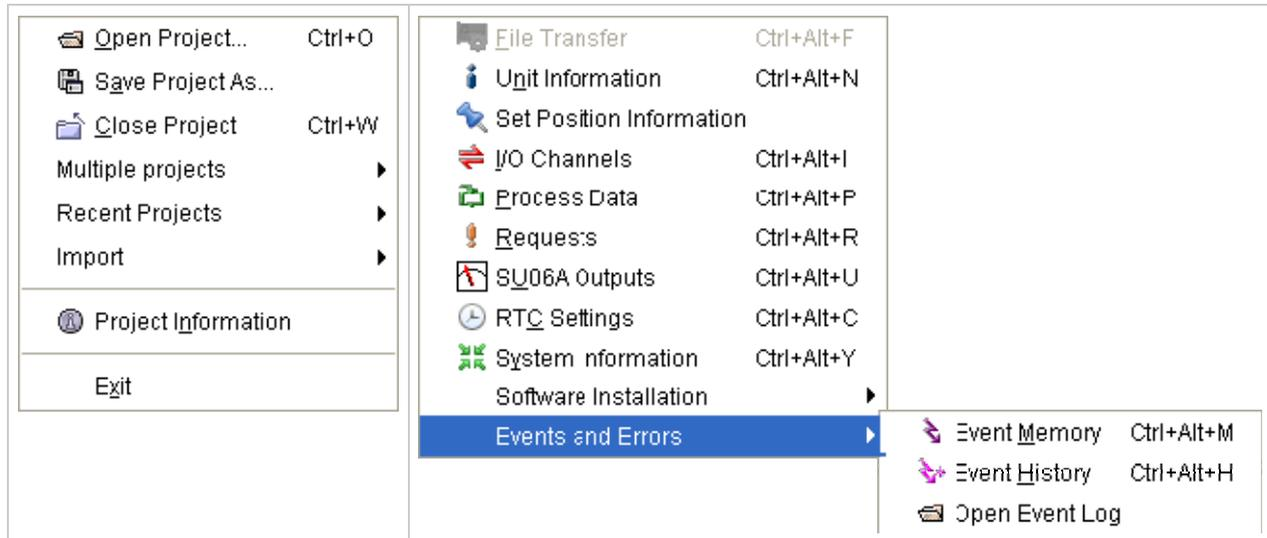 Open Project... Ctrl+O
Save Project As...
Close Project Ctrl+W
Multiple projects
Recent Projects
Import
Project Information
Exit
File Transfer Ctrl+Alt+F
Unit Information Ctrl+Alt+N
Set Position Information
I/O Channels Ctrl+Alt+I
Process Data Ctrl+Alt+P
Requests Ctrl+Alt+R
SU06A Outputs Ctrl+Alt+U
RTC Settings Ctrl+Alt+C
System Information Ctrl+Alt+Y
Software Installation
Events and Errors
Event Memory Ctrl+Alt+M
Event History Ctrl+Alt+H
Open Event Log